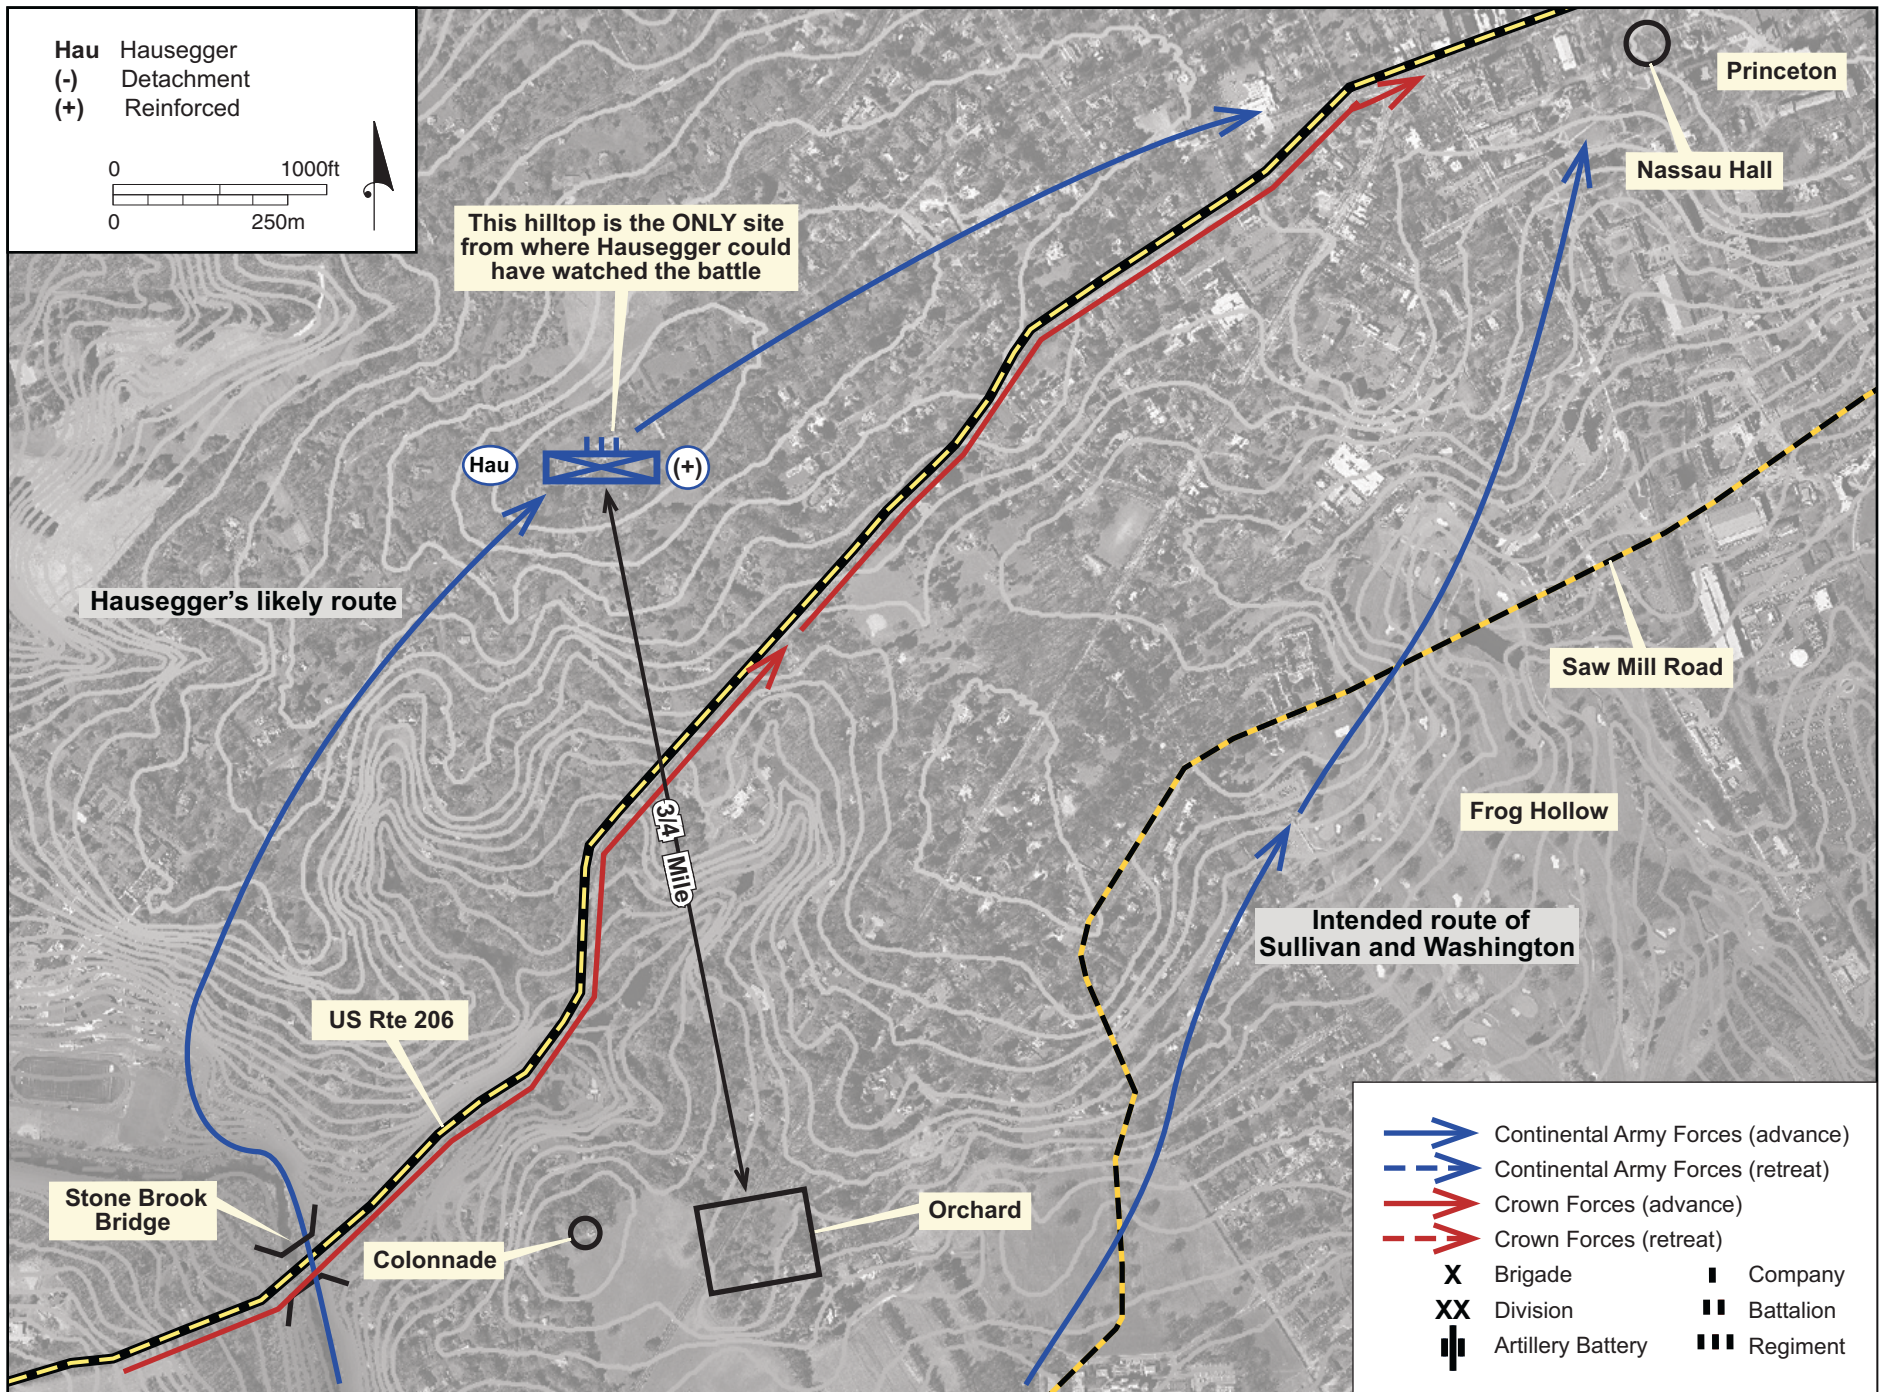 Hau Hausegger
(-) Detachment
(+) Reinforced
0 1000ft
0 250m
Princeton
Nassau Hall
This hilltop is the ONLY site
from where Hausegger could
have watched the battle
Hau
(+)
Hausegger’s likely route
Saw Mill Road
3/4 Mile
Frog Hollow
Intended route of
Sullivan and Washington
US Rte 206
Stone Brook
Bridge
Colonnade
Orchard
Continental Army Forces (advance)
Continental Army Forces (retreat)
Crown Forces (advance)
Crown Forces (retreat)
X Brigade
Company
XX Division
Battalion
Artillery Battery
Regiment